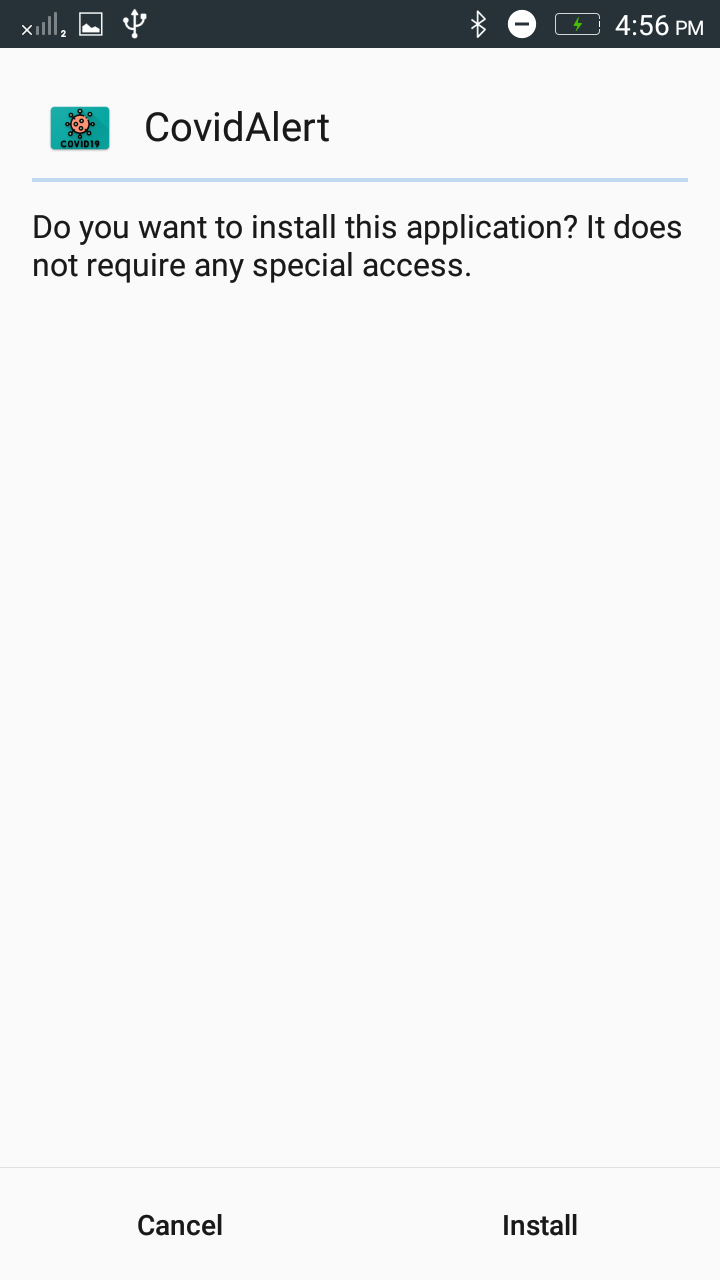 2
4:56 PM
COVID19
CovidAlert
Do you want to install this application? It does
not require any special access.
Cancel
Install